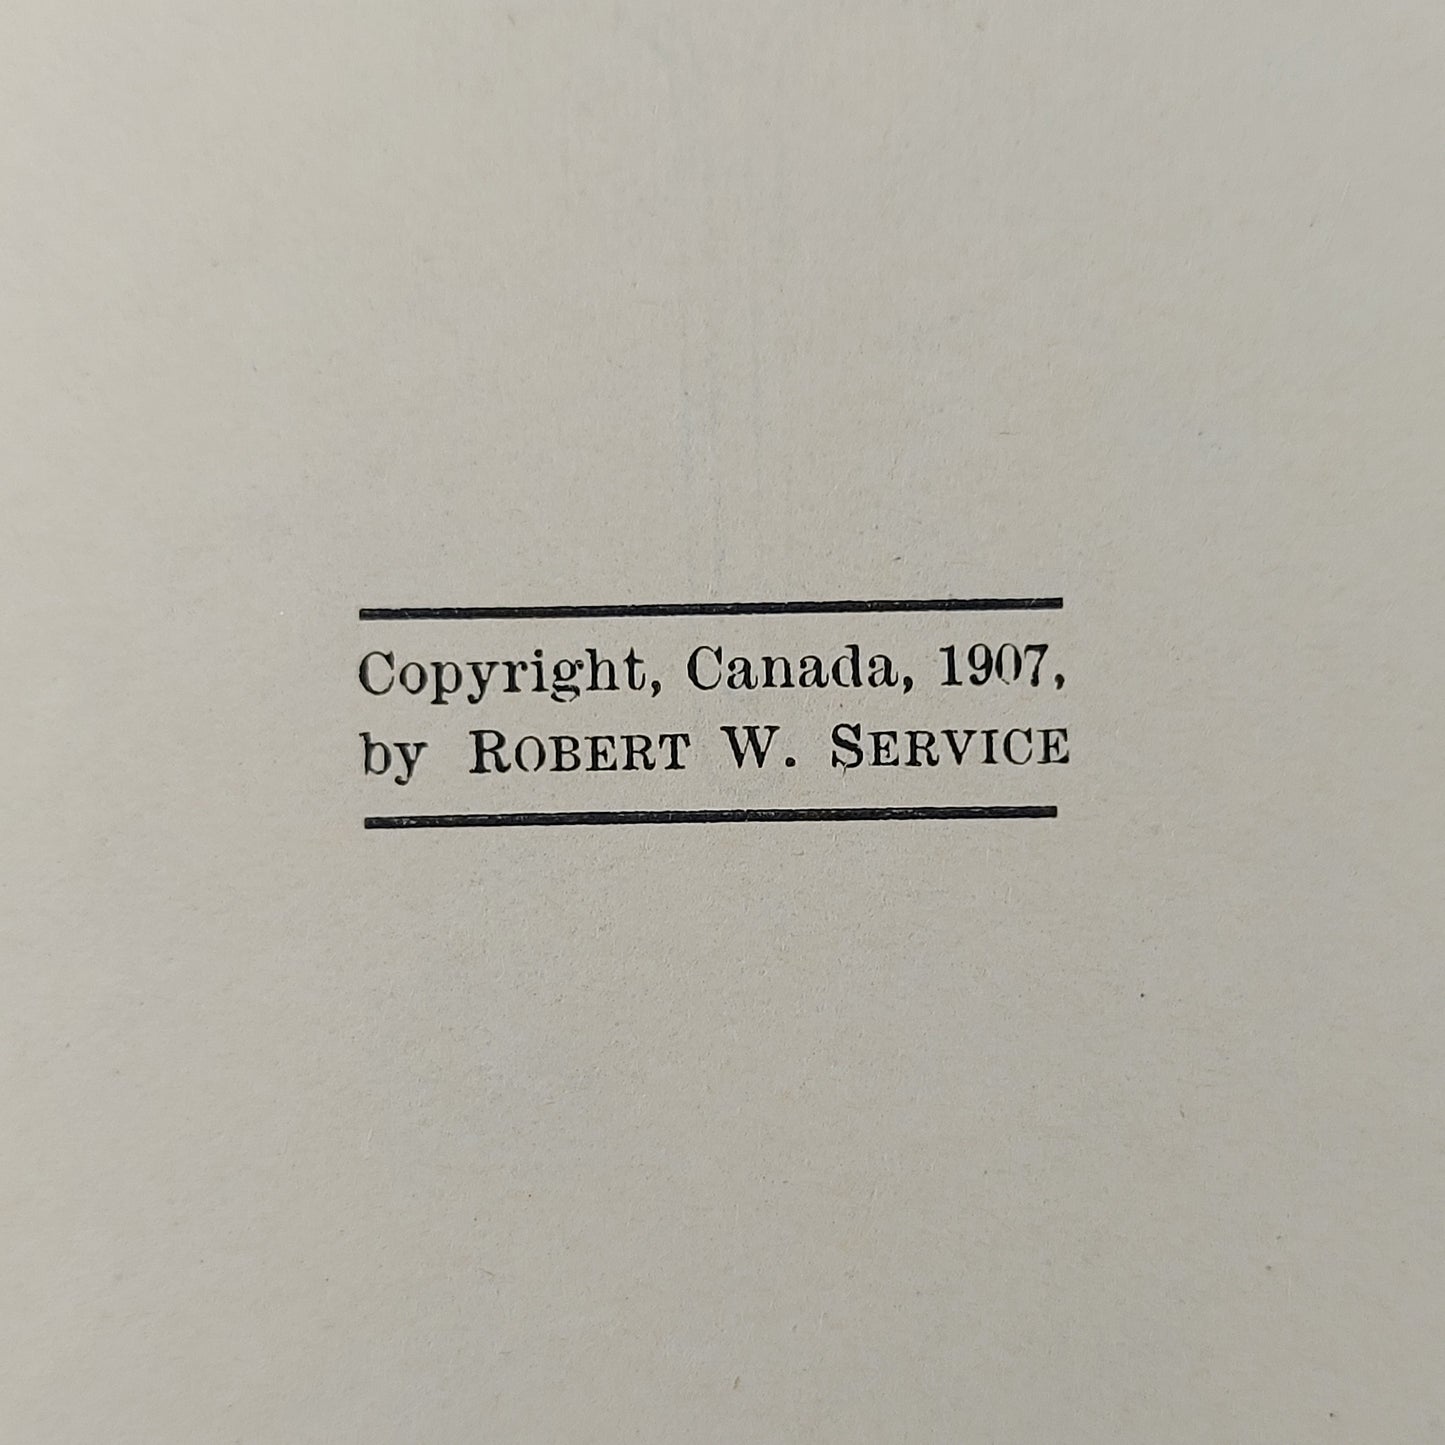 Copyright, Canada, 1907,
by ROBERT W. SERVICE